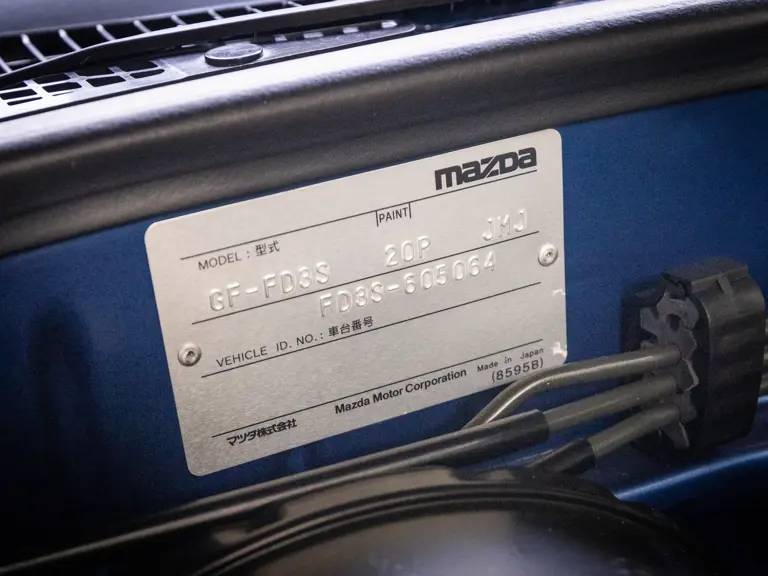 mazda
MODEL : 型式 PAINT
GF-FD3S 20P JMJ
VEHICLE ID. NO. : 車台番号 FD3S-605064
マツダ株式会社 Mazda Motor Corporation Made in Japan
(8595B)